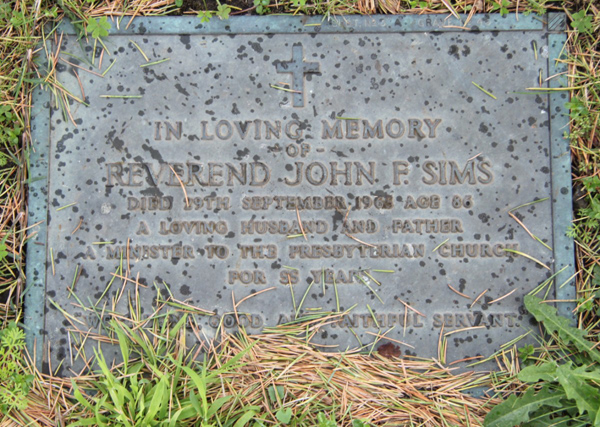 IN LOVING MEMORY
- OF -
REVEREND JOHN F. SIMS
DIED 19TH SEPTEMBER AGE 86
A LOVING HUSBAND AND FATHER
A MINISTER TO THE PRESBYTERIAN CHURCH
FOR YEARS
GOOD AND FAITHFUL SERVANT.